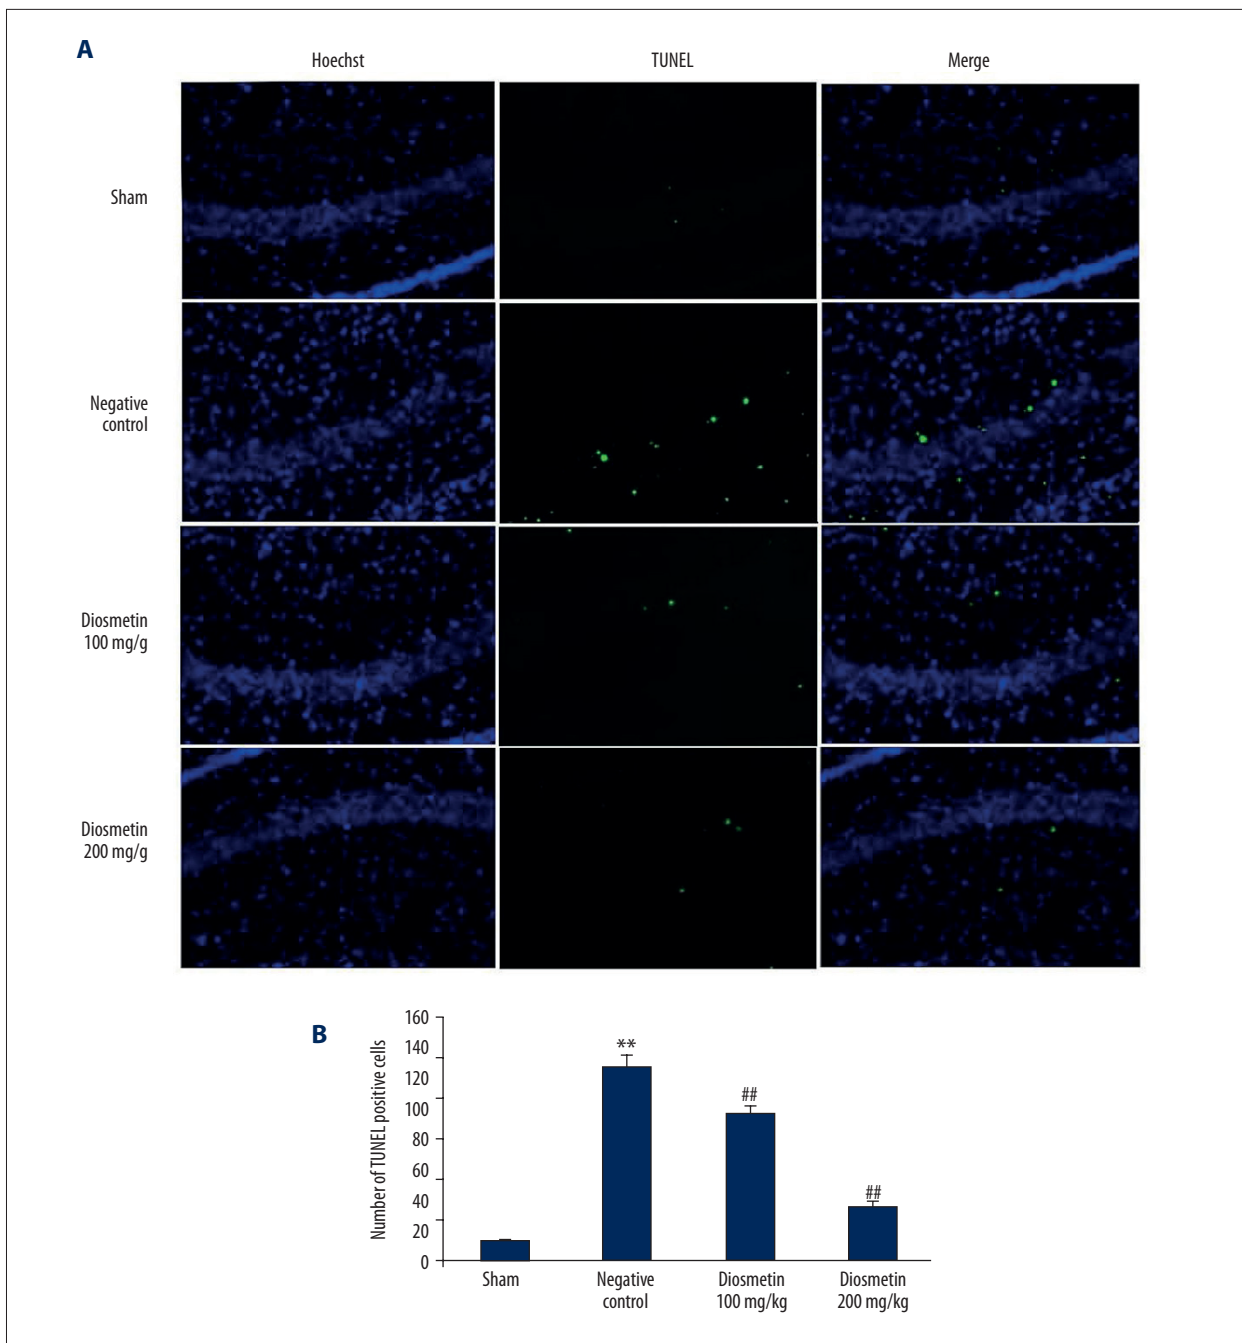 A
Hoechst TUNEL Merge
Sham
Negative
control
Diosmetin
100 mg/g
Diosmetin
200 mg/g
B
Number of TUNEL positive cells
160
140
120
100
80
60
40
20
0
**
##
##
Sham
Negative
control
Diosmetin
100 mg/kg
Diosmetin
200 mg/kg